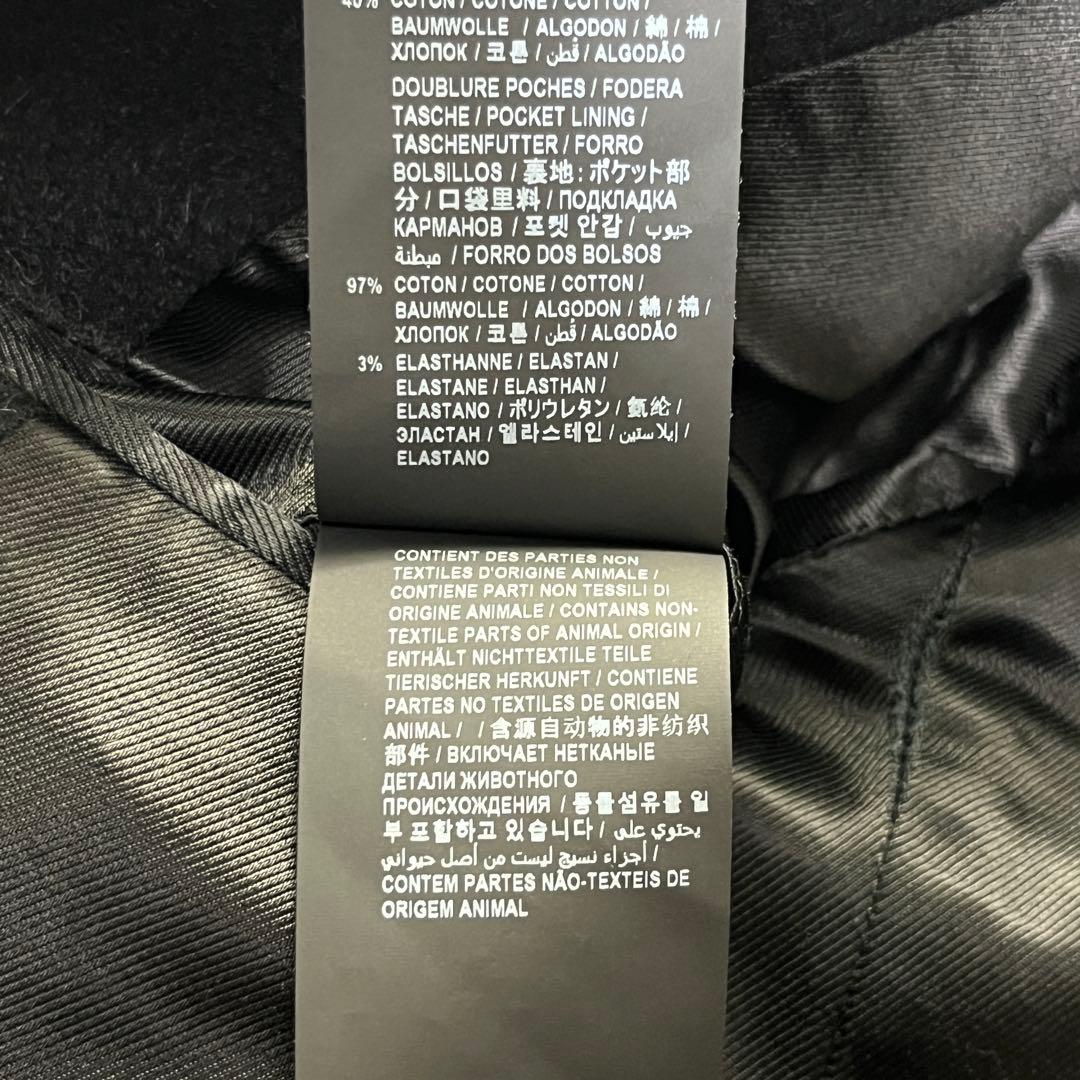 40% COTON / COTONE / COTTON /
BAUMWOLLE / ALGODON / 綿 / 棉 /
ХЛОПОК / 코튼 / قُطن / ALGODÃO
DOUBLURE POCHES / FODERA
TASCHE / POCKET LINING /
TASCHENFUTTER / FORRO
BOLSILLOS / 裏地:ポケット部
分 / 口袋里料 / ПОДКЛАДКА
КАРМАНОВ / 포켓 안감 / جيوب
مبطنة / FORRO DOS BOLSOS
97% COTON / COTONE / COTTON /
BAUMWOLLE / ALGODON / 綿 / 棉 /
ХЛОПОК / 코튼 / قُطن / ALGODÃO
3% ELASTHANNE / ELASTAN /
ELASTANE / ELASTHAN /
ELASTANO / ポリウレタン / 氨纶 /
ЭЛАСТАН / 엘라스테인 / إيلاستين /
ELASTANO
CONTIENT DES PARTIES NON
TEXTILES D'ORIGINE ANIMALE /
CONTIENE PARTI NON TESSILI DI
ORIGINE ANIMALE / CONTAINS NON-
TEXTILE PARTS OF ANIMAL ORIGIN /
ENTHÄLT NICHTTEXTILE TEILE
TIERISCHER HERKUNFT / CONTIENE
PARTES NO TEXTILES DE ORIGEN
ANIMAL / / 含源自动物的非纺织
部件 / ВКЛЮЧАЕТ НЕТКАНЫЕ
ДЕТАЛИ ЖИВОТНОГО
ПРОИСХОЖДЕНИЯ / 동물섬유를 일
부 포함하고 있습니다 / يحتوي على
أجزاء نسيج ليست من أصل حيواني /
CONTEM PARTES NÃO-TEXTEIS DE
ORIGEM ANIMAL